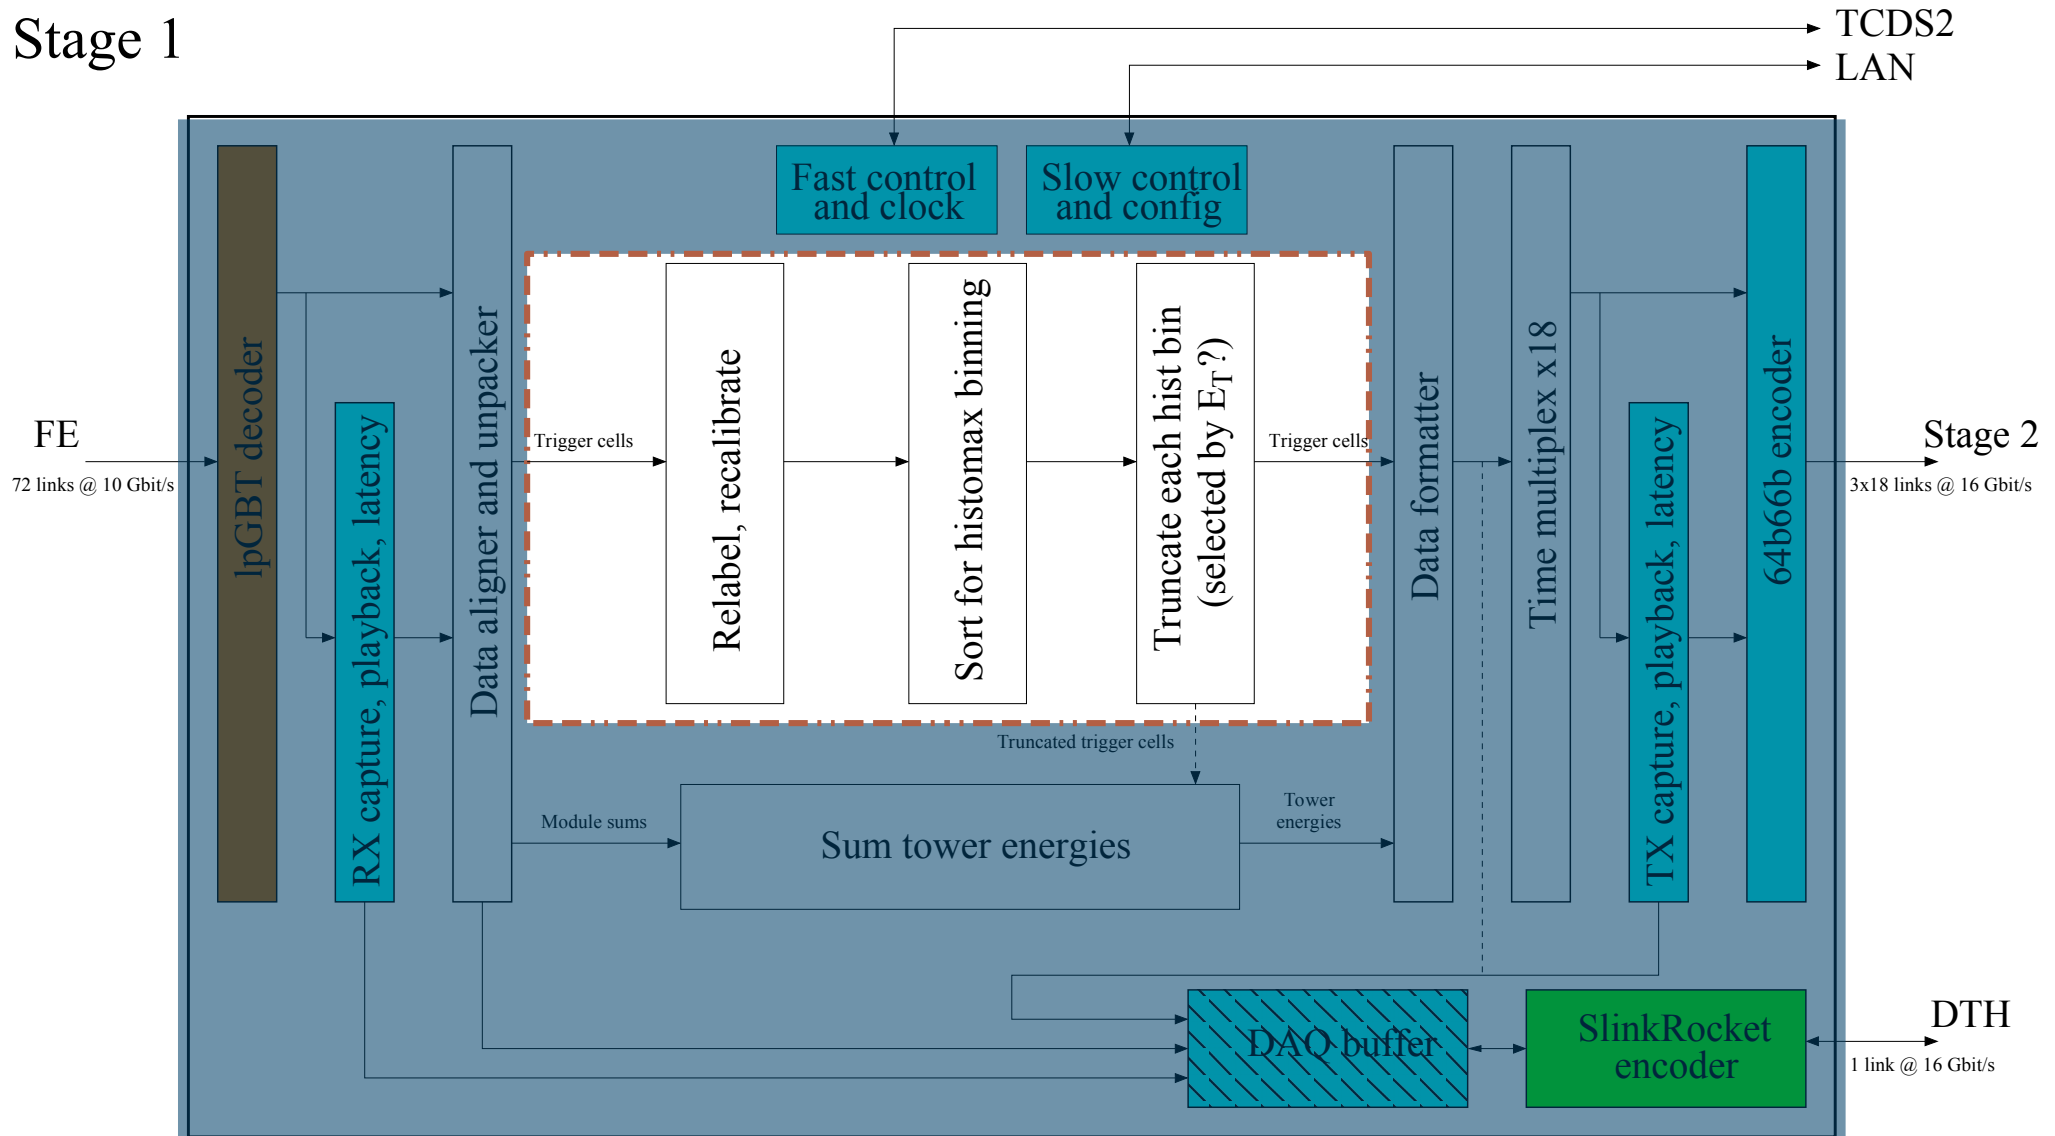 Stage 1
TCDS2
LAN
Fast control
and clock
Slow control
and config
FE
72 links @ 10 Gbit/s
lpGBT decoder
RX capture, playback, latency
Data aligner and unpacker
Trigger cells
Relabel, recalibrate
Sort for histomax binning
Truncate each hist bin
(selected by ET?)
Trigger cells
Data formatter
Time multiplex x18
TX capture, playback, latency
64b66b encoder
Stage 2
3x18 links @ 16 Gbit/s
Truncated trigger cells
Module sums
Sum tower energies
Tower
energies
DAQ buffer
SlinkRocket
encoder
DTH
1 link @ 16 Gbit/s